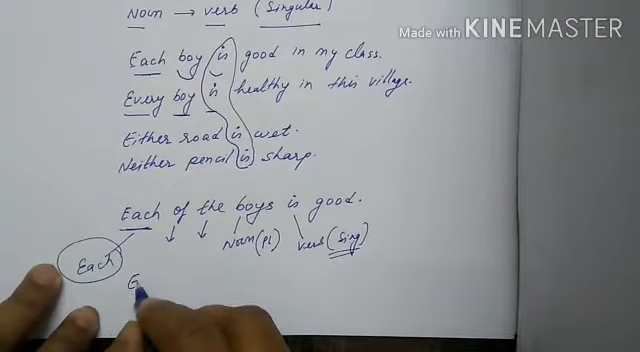 Noun → verb (Singular)
Made with KINEMASTER
Each boy is good in my class.
Every boy is healthy in this village.
Either road is wet.
Neither pencil is sharp.
Each of the boys is good.
Noun (Pl) verb (Sing)
Each
E